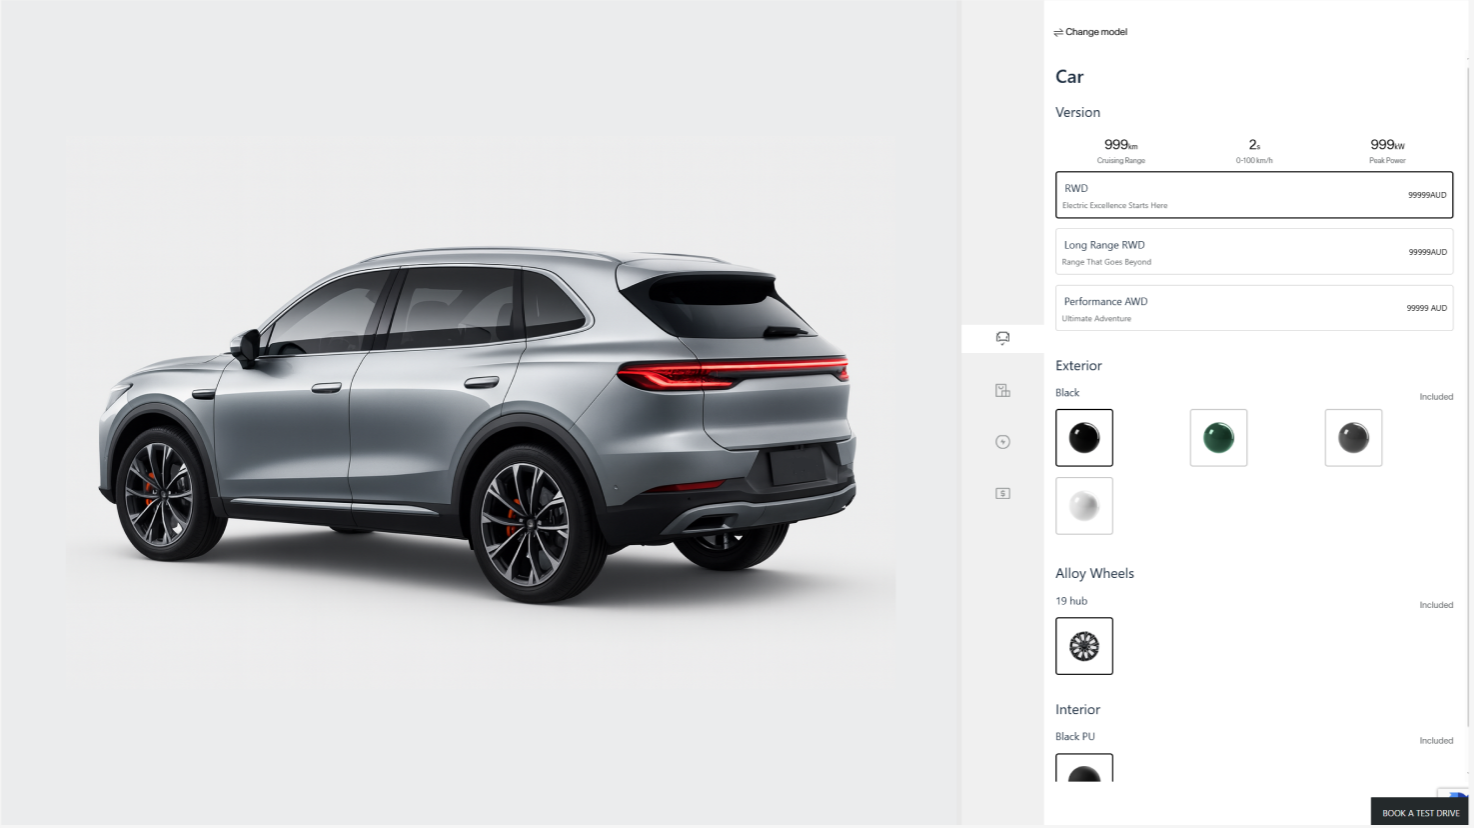 Change model
Car
Version
999km 2s 999kW
Cruising Range 0-100 km/h Peak Power
RWD 99999AUD
Electric Excellence Starts Here
Long Range RWD 99999AUD
Range That Goes Beyond
Performance AWD 99999 AUD
Ultimate Adventure
Exterior
Black Included
Alloy Wheels
19 hub Included
Interior
Black PU Included
BOOK A TEST DRIVE